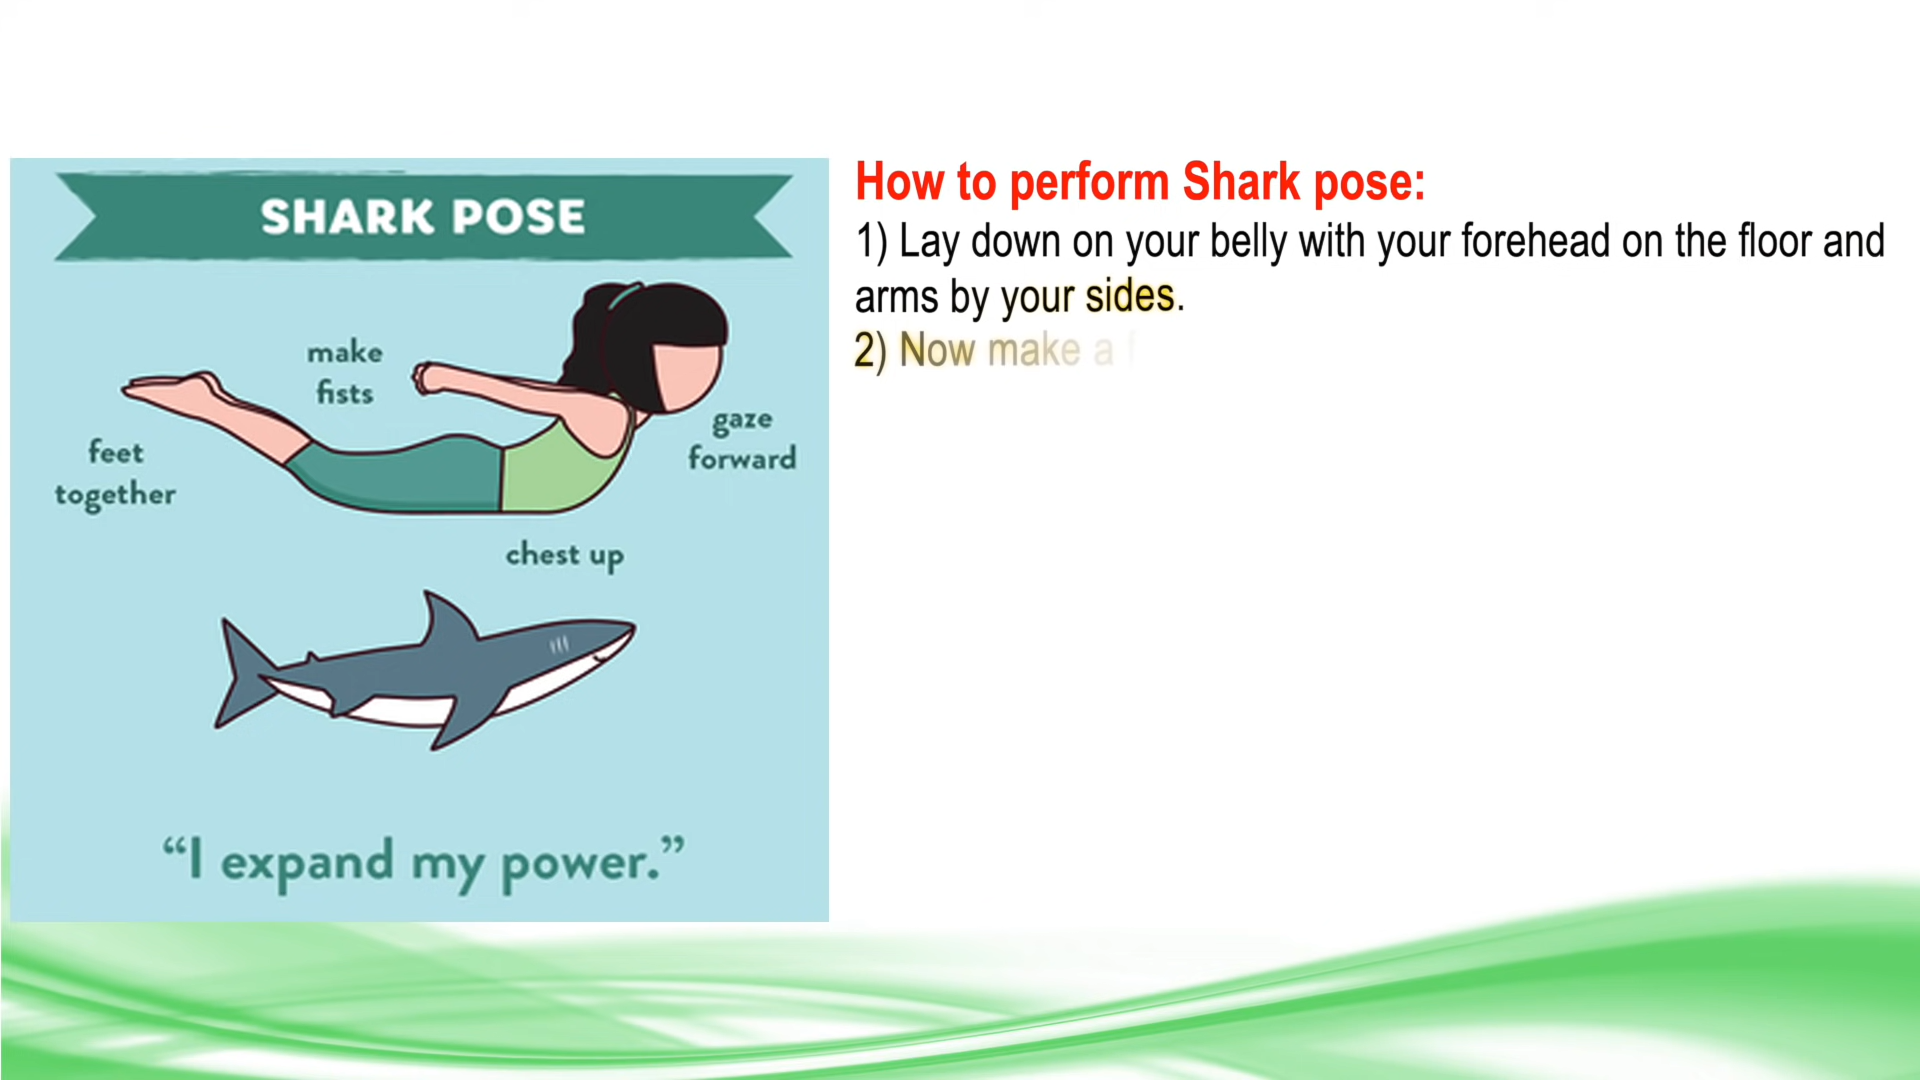 SHARK POSE
make
fists
gaze
forward
feet
together
chest up
“I expand my power.”
How to perform Shark pose:
1) Lay down on your belly with your forehead on the floor and
arms by your sides.
2) Now make a